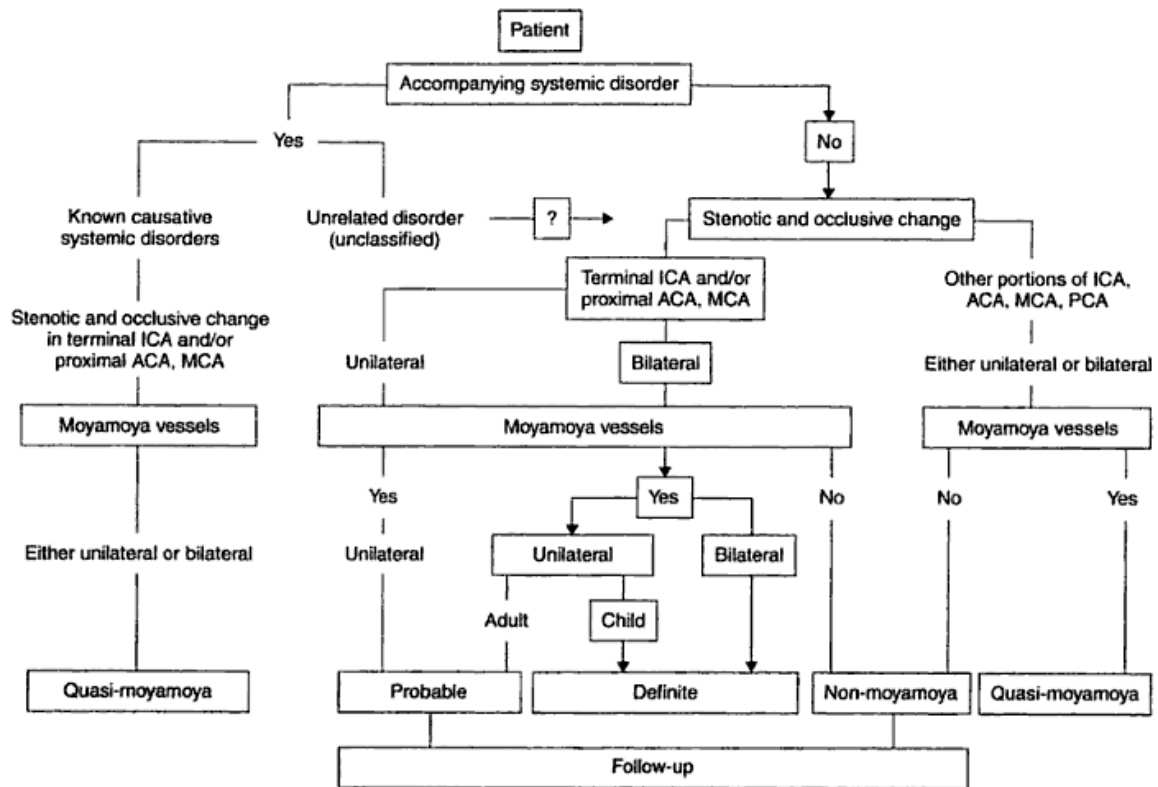 Patient
Accompanying systemic disorder
Yes
No
Known causative
systemic disorders
Unrelated disorder
(unclassified)
?
Stenotic and occlusive change
Terminal ICA and/or
proximal ACA, MCA
Other portions of ICA,
ACA, MCA, PCA
Stenotic and occlusive change
in terminal ICA and/or
proximal ACA, MCA
Unilateral
Bilateral
Either unilateral or bilateral
Moyamoya vessels
Moyamoya vessels
Moyamoya vessels
Yes
Yes
No
No
Yes
Either unilateral or bilateral
Unilateral
Unilateral
Bilateral
Adult
Child
Quasi-moyamoya
Probable
Definite
Non-moyamoya
Quasi-moyamoya
Follow-up